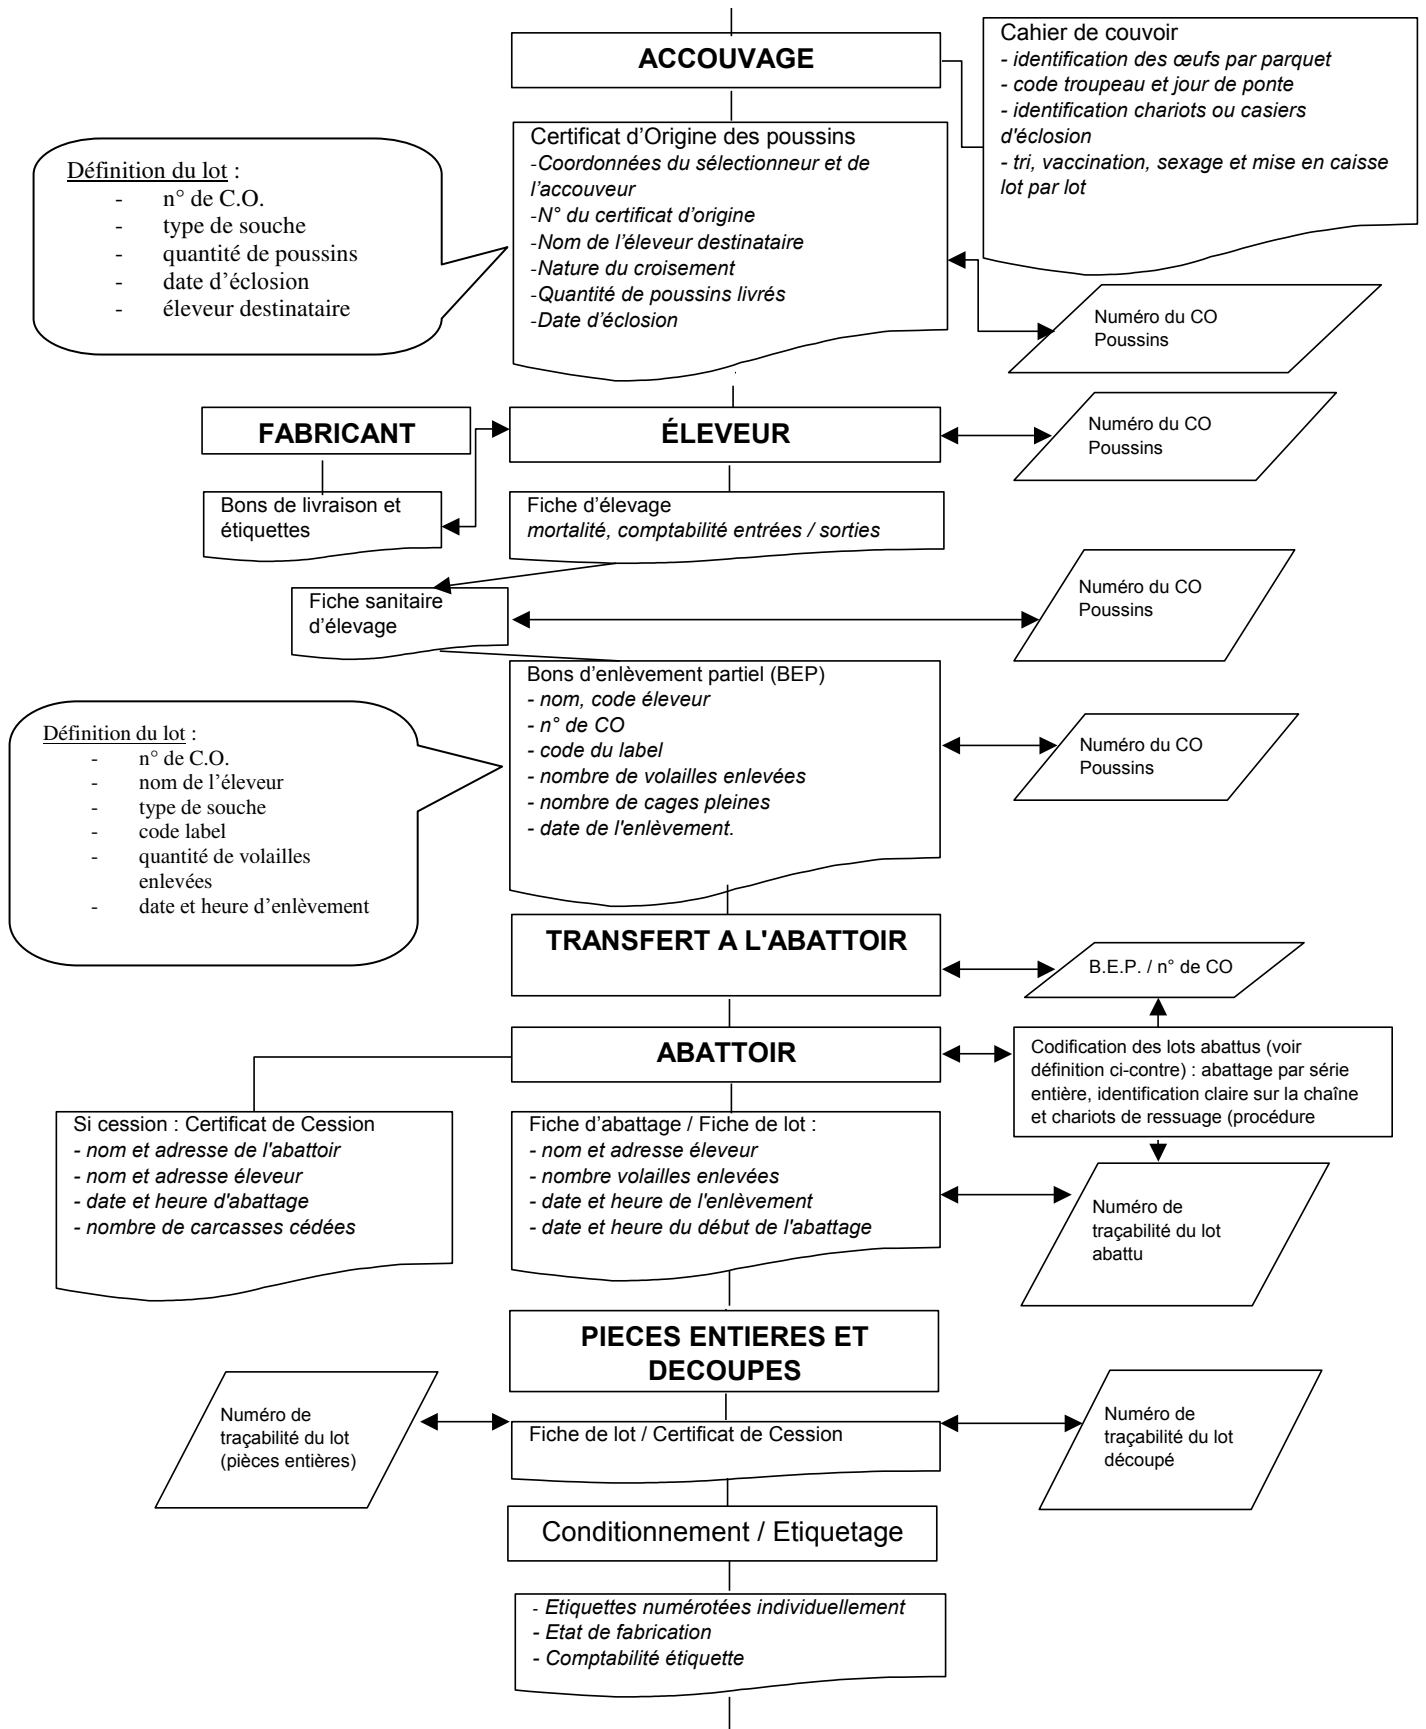 ACCOUVAGE
Cahier de couvoir
- identification des œufs par parquet
- code troupeau et jour de ponte
- identification chariots ou casiers
d'éclosion
- tri, vaccination, sexage et mise en caisse
lot par lot
Certificat d’Origine des poussins
-Coordonnées du sélectionneur et de
l’accouveur
-N° du certificat d’origine
-Nom de l’éleveur destinataire
-Nature du croisement
-Quantité de poussins livrés
-Date d’éclosion
Définition du lot :
- n° de C.O.
- type de souche
- quantité de poussins
- date d’éclosion
- éleveur destinataire
Numéro du CO
Poussins
FABRICANT
ÉLEVEUR
Numéro du CO
Poussins
Bons de livraison et
étiquettes
Fiche d’élevage
mortalité, comptabilité entrées / sorties
Fiche sanitaire
d’élevage
Numéro du CO
Poussins
Bons d’enlèvement partiel (BEP)
- nom, code éleveur
- n° de CO
- code du label
- nombre de volailles enlevées
- nombre de cages pleines
- date de l'enlèvement.
Définition du lot :
- n° de C.O.
- nom de l’éleveur
- type de souche
- code label
- quantité de volailles
enlevées
- date et heure d’enlèvement
Numéro du CO
Poussins
TRANSFERT A L'ABATTOIR
B.E.P. / n° de CO
ABATTOIR
Codification des lots abattus (voir
définition ci-contre) : abattage par série
entière, identification claire sur la chaîne
et chariots de ressuage (procédure
Si cession : Certificat de Cession
- nom et adresse de l'abattoir
- nom et adresse éleveur
- date et heure d'abattage
- nombre de carcasses cédées
Fiche d’abattage / Fiche de lot :
- nom et adresse éleveur
- nombre volailles enlevées
- date et heure de l'enlèvement
- date et heure du début de l'abattage
Numéro de
traçabilité du lot
abattu
PIECES ENTIERES ET
DECOUPES
Numéro de
traçabilité du lot
(pièces entières)
Fiche de lot / Certificat de Cession
Numéro de
traçabilité du lot
découpé
Conditionnement / Etiquetage
- Etiquettes numérotées individuellement
- Etat de fabrication
- Comptabilité étiquette